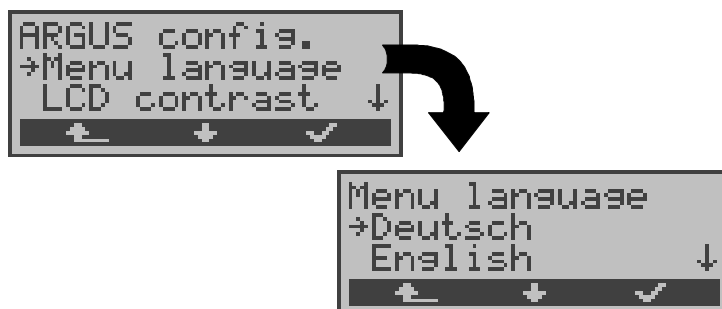 ARGUS config.
→Menu language
LCD contrast ↓
Menu language
→Deutsch
English ↓